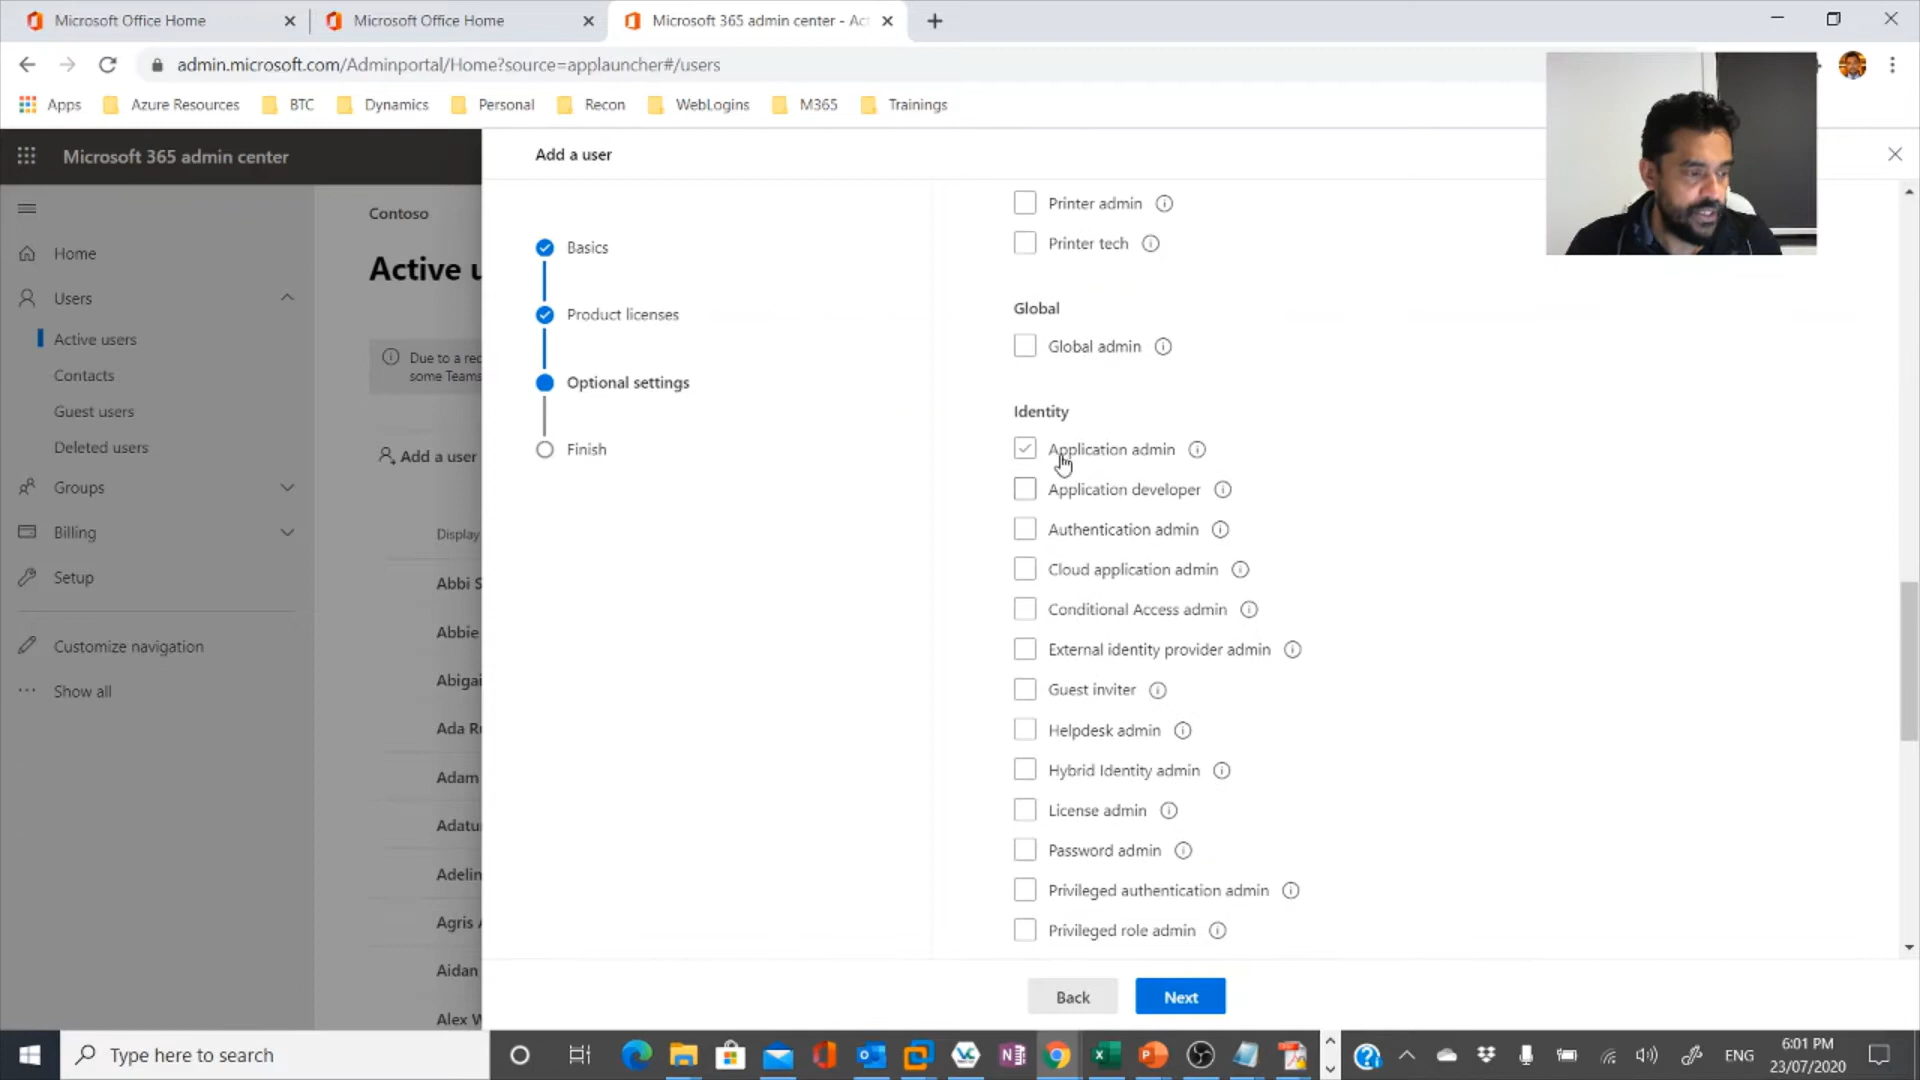 Microsoft Office Home
Microsoft Office Home
Microsoft 365 admin center - Ac
admin.microsoft.com/Adminportal/Home?source=applauncher#/users
Apps
Azure Resources
BTC
Dynamics
Personal
Recon
WebLogins
M365
Trainings
Microsoft 365 admin center
Home
Users
Active users
Contacts
Guest users
Deleted users
Groups
Billing
Setup
Customize navigation
Show all
Contoso
Active u
Due to a rec
some Teams
Add a user
Display
Abbi S
Abbie
Abigai
Ada Ru
Adam
Adatu
Adelin
Agris A
Aidan
Alex W
Add a user
Basics
Product licenses
Optional settings
Finish
Printer admin
Printer tech
Global
Global admin
Identity
Application admin
Application developer
Authentication admin
Cloud application admin
Conditional Access admin
External identity provider admin
Guest inviter
Helpdesk admin
Hybrid Identity admin
License admin
Password admin
Privileged authentication admin
Privileged role admin
Back
Next
Type here to search
ENG
6:01 PM
23/07/2020